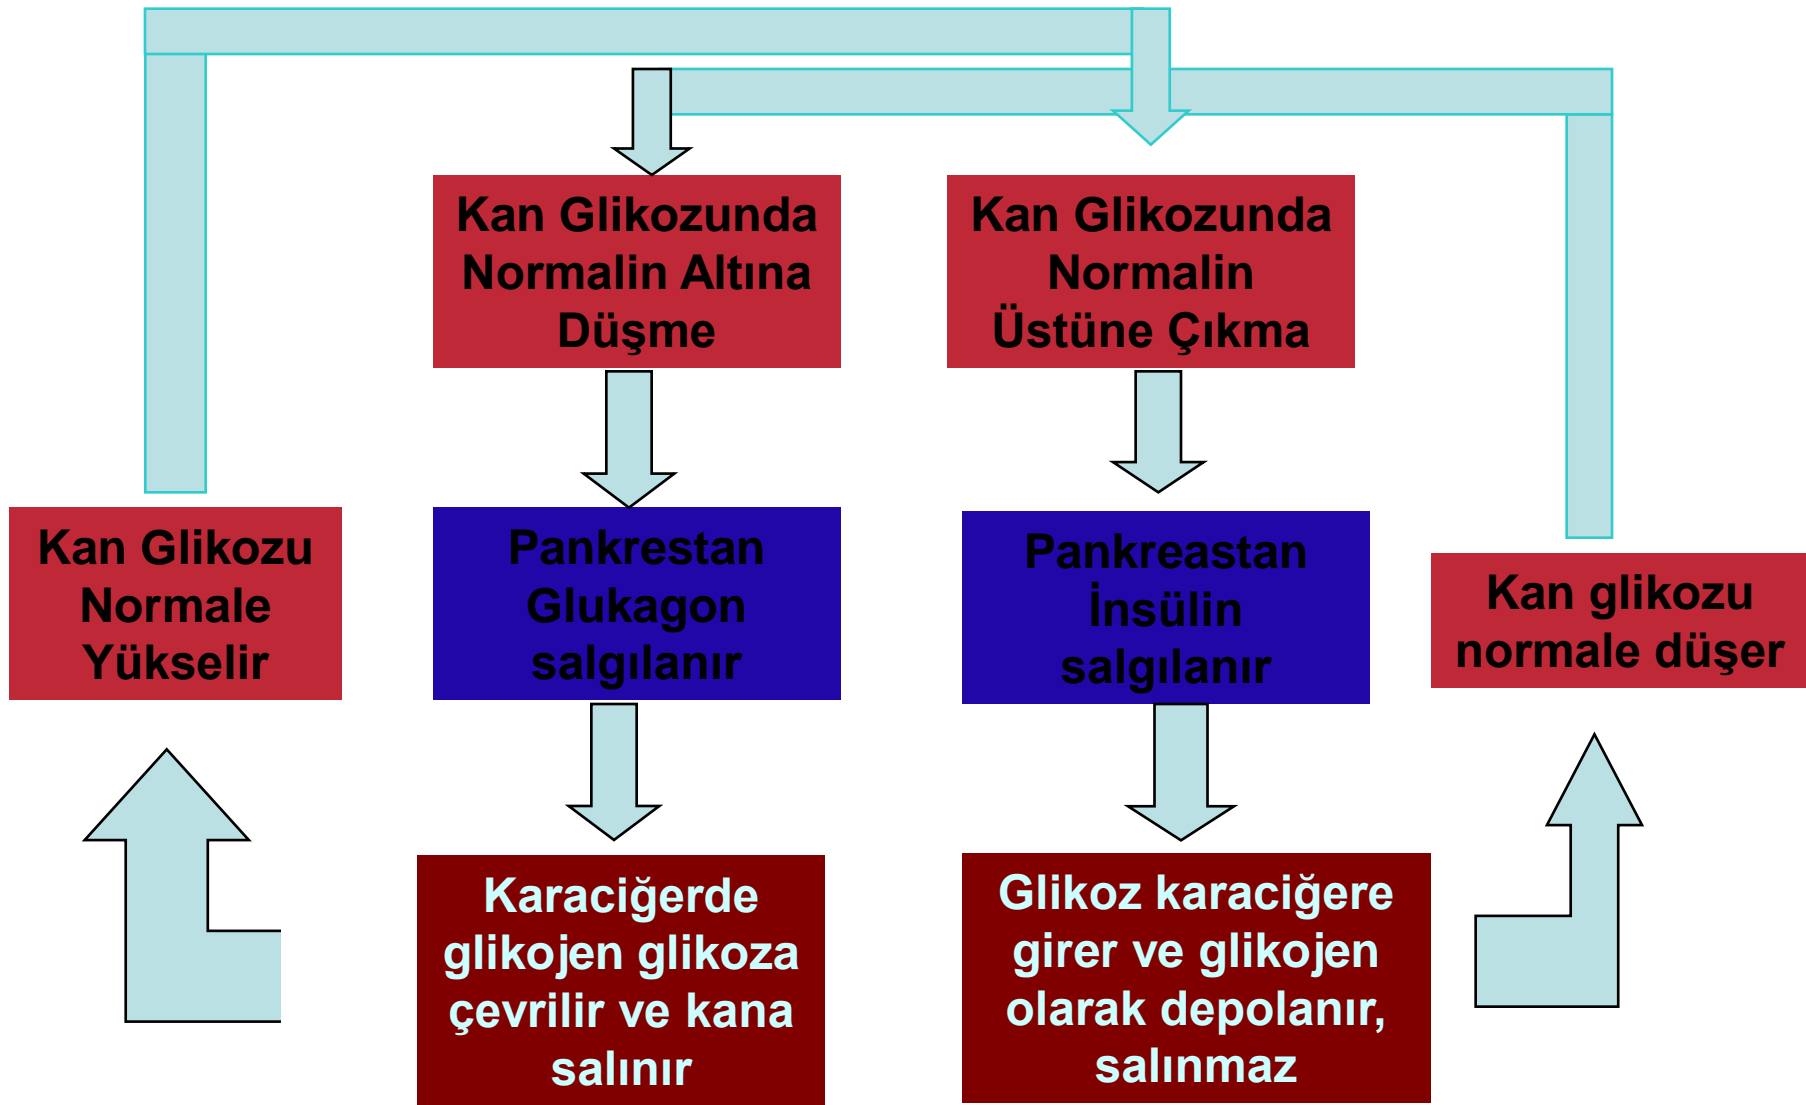 Kan Glikozunda
Normalin Altına
Düşme
Kan Glikozunda
Normalin
Üstüne Çıkma
Kan Glikozu
Normale
Yükselir
Pankrestan
Glukagon
salgılanır
Pankreastan
İnsülin
salgılanır
Kan glikozu
normale düşer
Karaciğerde
glikojen glikoza
çevrilir ve kana
salınır
Glikoz karaciğere
girer ve glikojen
olarak depolanır,
salınmaz